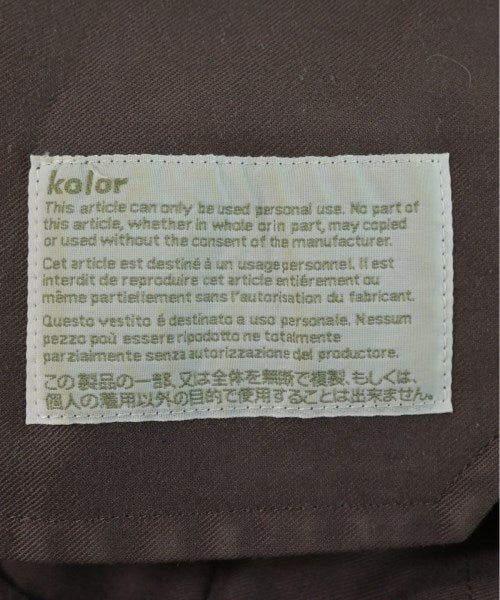 kolor
This article can only be used personal use. No part of
this article, whether in whole or in part, may copied
or used without the consent of the manufacturer.
Cet article est destiné à un usage personnel. Il est
interdit de reproduire cet article entiérement ou
même partiellement sans l'autorisation du fabricant.
Questo vestito é destinato a uso personale. Nessum
pezzo poù essere ripodotto ne totalmente
parzialmente senza autorizzazione del productore.
この製品の一部、又は全体を無断で複製、もしくは、
個人の着用以外の目的で使用することは出来ません。